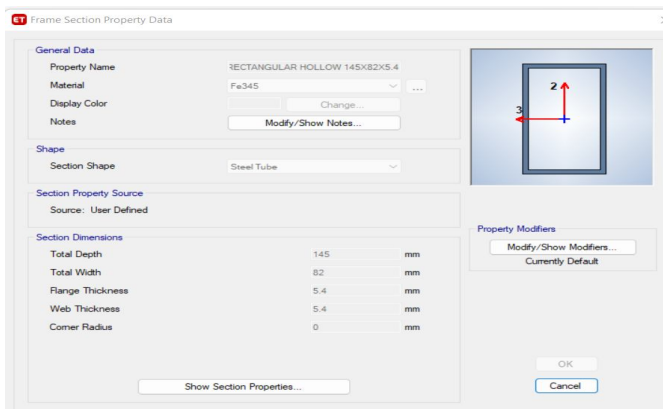 ET Frame Section Property Data
General Data
Property Name RECTANGULAR HOLLOW 145X82X5.4
Material Fe345 ...
Display Color Change...
Notes Modify/Show Notes...
Shape
Section Shape Steel Tube
Section Property Source
Source: User Defined
Section Dimensions
Total Depth 145 mm
Total Width 82 mm
Flange Thickness 5.4 mm
Web Thickness 5.4 mm
Corner Radius 0 mm
Show Section Properties...
2
3
Property Modifiers
Modify/Show Modifiers...
Currently Default
OK
Cancel